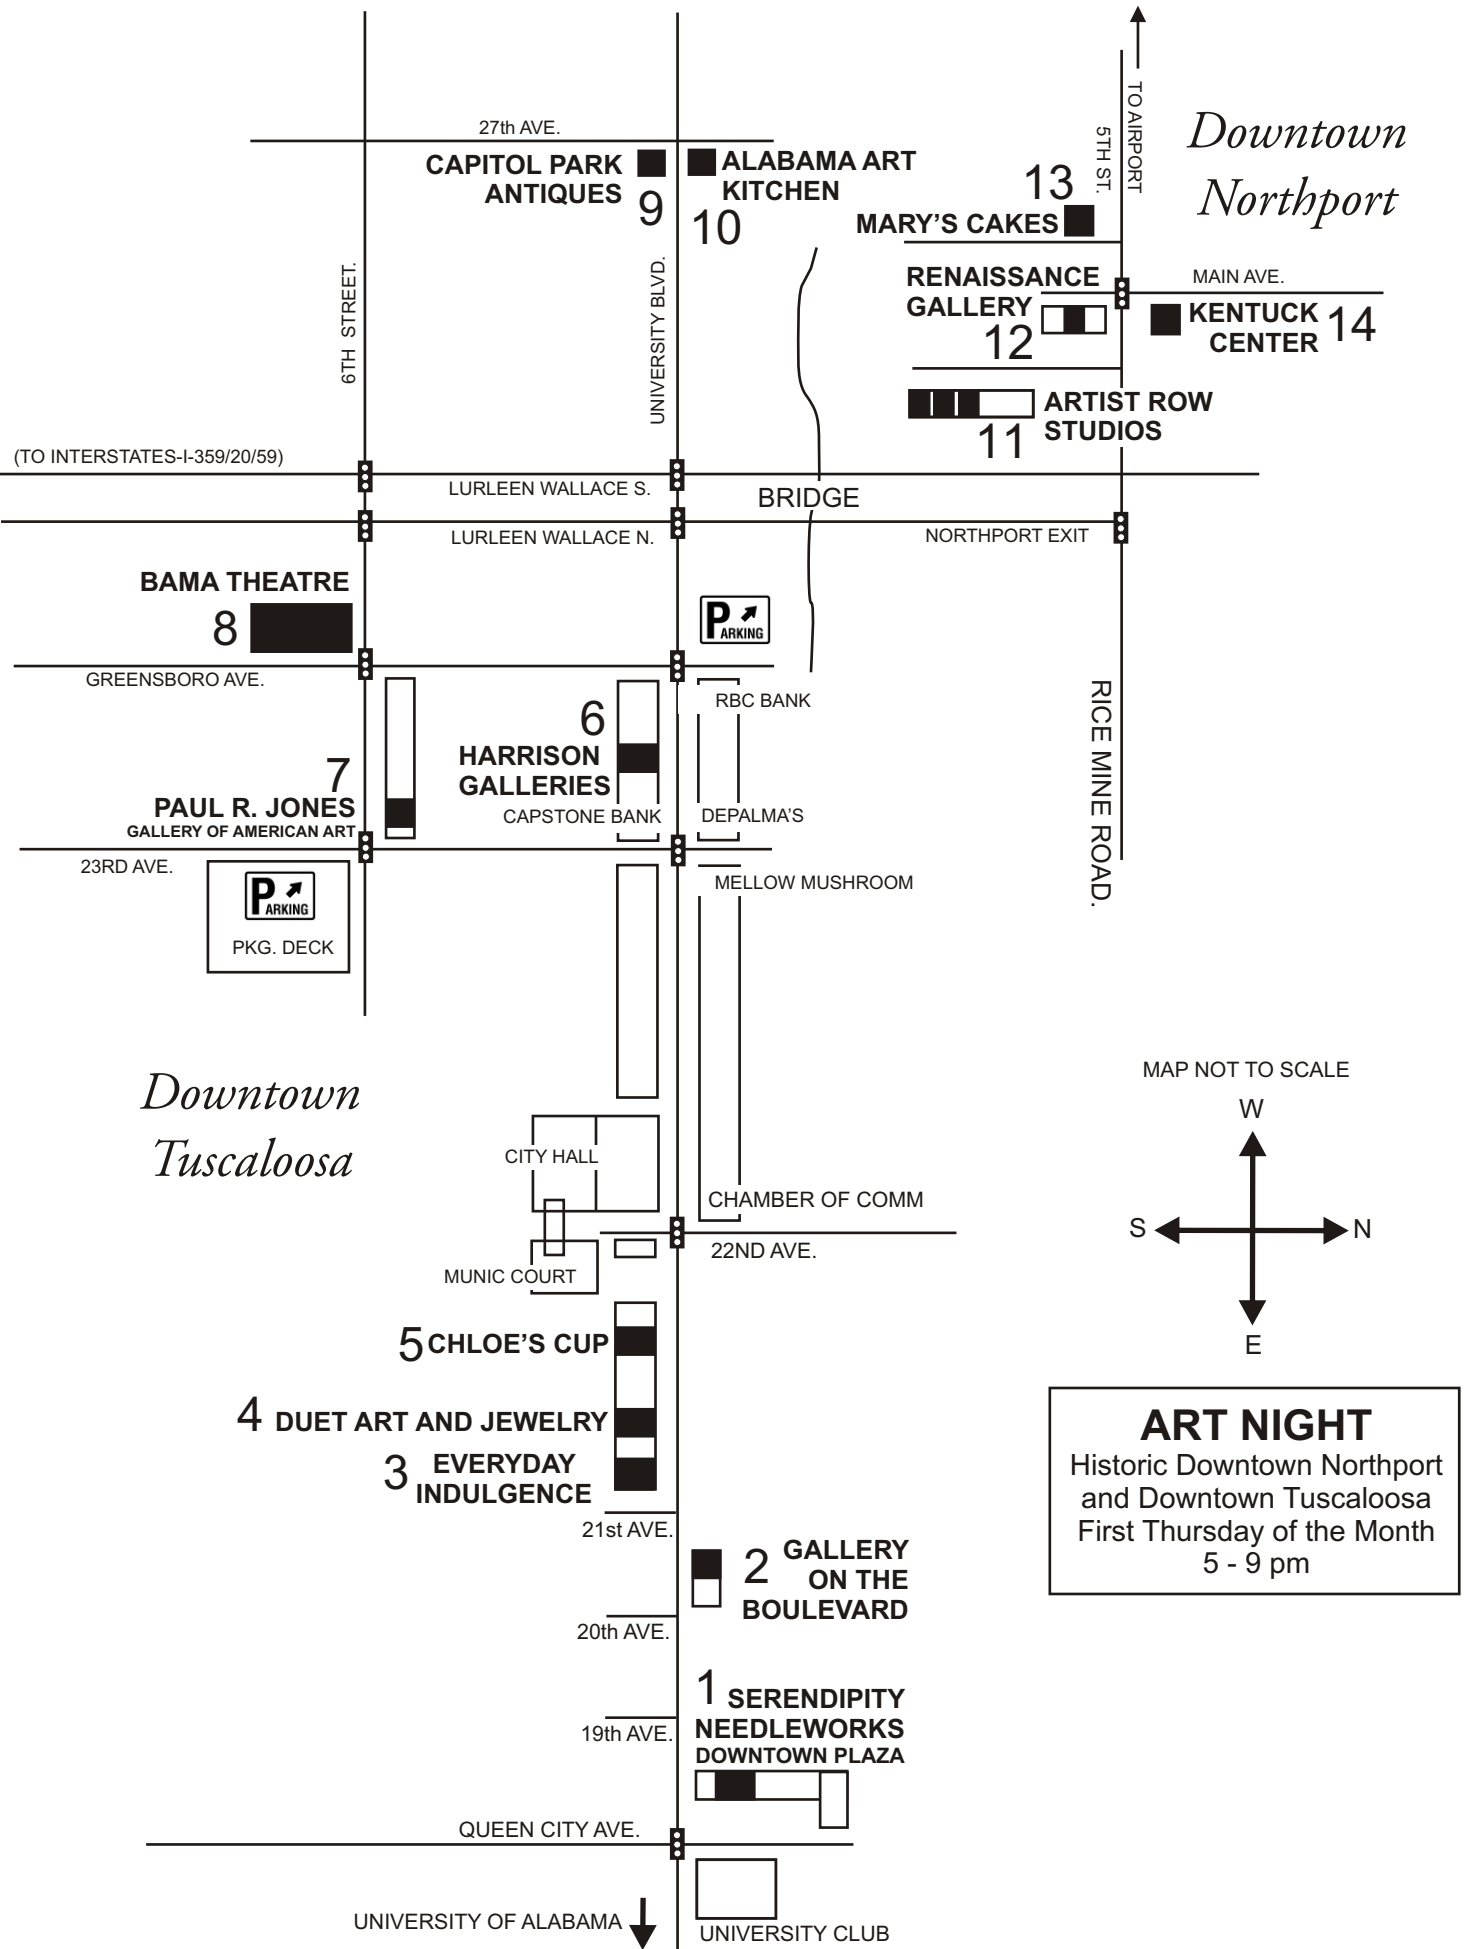 TO AIRPORT
5TH ST.
Downtown
Northport
27th AVE.
CAPITOL PARK
ANTIQUES
9
ALABAMA ART
KITCHEN
10
13
MARY’S CAKES
6TH  STREET.
UNIVERSITY BLVD.
RENAISSANCE
GALLERY
12
MAIN AVE.
KENTUCK
CENTER
14
ARTIST ROW
STUDIOS
11
(TO INTERSTATES-I-359/20/59)
LURLEEN WALLACE S.
BRIDGE
LURLEEN WALLACE N.
NORTHPORT EXIT
BAMA THEATRE
8
P
ARKING
GREENSBORO AVE.
RBC BANK
6
HARRISON
GALLERIES
CAPSTONE BANK
DEPALMA'S
7
PAUL R. JONES
GALLERY OF AMERICAN ART
RICE MINE ROAD.
23RD AVE.
P
ARKING
PKG. DECK
MELLOW MUSHROOM
Downtown
Tuscaloosa
MAP NOT TO SCALE
W
S
N
E
CITY HALL
CHAMBER OF COMM
22ND AVE.
MUNIC COURT
5 CHLOE’S CUP
4 DUET ART AND JEWELRY
3
EVERYDAY
INDULGENCE
21st AVE.
2
GALLERY
ON THE
BOULEVARD
20th AVE.
1
SERENDIPITY
NEEDLEWORKS
DOWNTOWN PLAZA
19th AVE.
QUEEN CITY AVE.
UNIVERSITY OF ALABAMA
UNIVERSITY CLUB
ART NIGHT
Historic Downtown Northport
and Downtown Tuscaloosa
First Thursday of the Month
5 - 9 pm